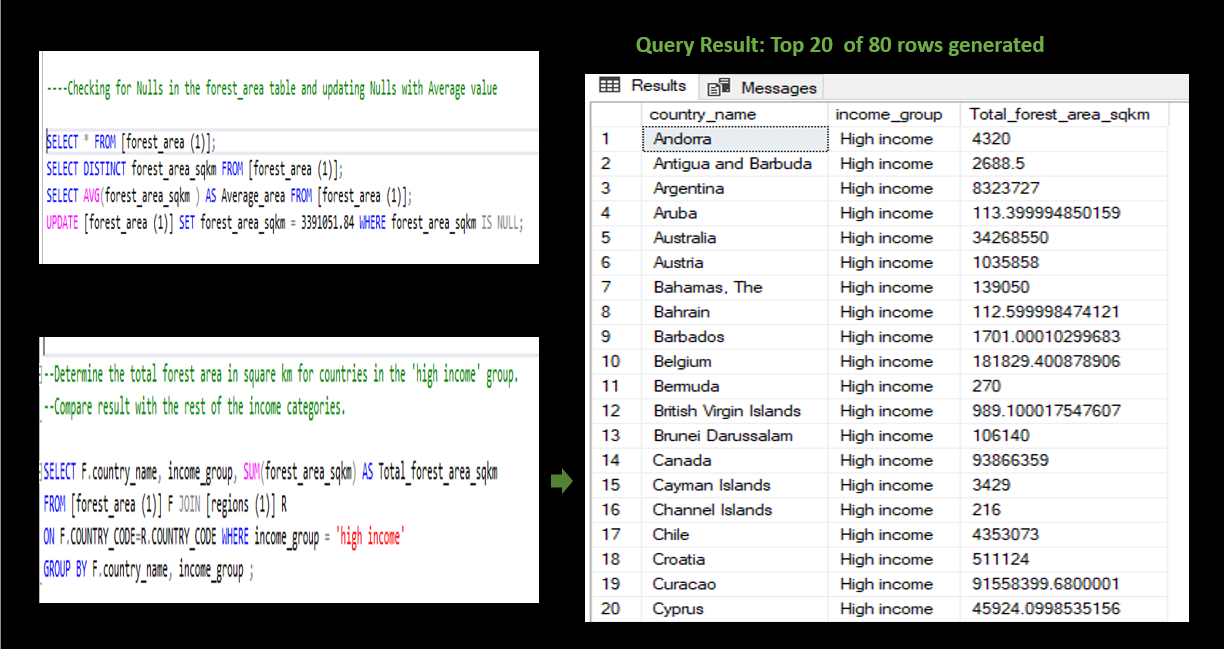 Query Result: Top 20 of 80 rows generated
----Checking for Nulls in the forest_area table and updating Nulls with Average value
SELECT * FROM [forest_area (1)];
SELECT DISTINCT forest_area_sqkm FROM [forest_area (1)];
SELECT AVG(forest_area_sqkm ) AS Average_area FROM [forest_area (1)];
UPDATE [forest_area (1)] SET forest_area_sqkm = 3391051.84 WHERE forest_area_sqkm IS NULL;
--Determine the total forest area in square km for countries in the 'high income' group.
--Compare result with the rest of the income categories.
SELECT F.country_name, income_group, SUM(forest_area_sqkm) AS Total_forest_area_sqkm
FROM [forest_area (1)] F JOIN [regions (1)] R
ON F.COUNTRY_CODE=R.COUNTRY_CODE WHERE income_group = 'high income'
GROUP BY F.country_name, income_group ;
Results Messages
country_name income_group Total_forest_area_sqkm
1 Andorra High income 4320
2 Antigua and Barbuda High income 2688.5
3 Argentina High income 8323727
4 Aruba High income 113.399994850159
5 Australia High income 34268550
6 Austria High income 1035858
7 Bahamas, The High income 139050
8 Bahrain High income 112.599998474121
9 Barbados High income 1701.00010299683
10 Belgium High income 181829.400878906
11 Bermuda High income 270
12 British Virgin Islands High income 989.100017547607
13 Brunei Darussalam High income 106140
14 Canada High income 93866359
15 Cayman Islands High income 3429
16 Channel Islands High income 216
17 Chile High income 4353073
18 Croatia High income 511124
19 Curacao High income 91558399.6800001
20 Cyprus High income 45924.0998535156